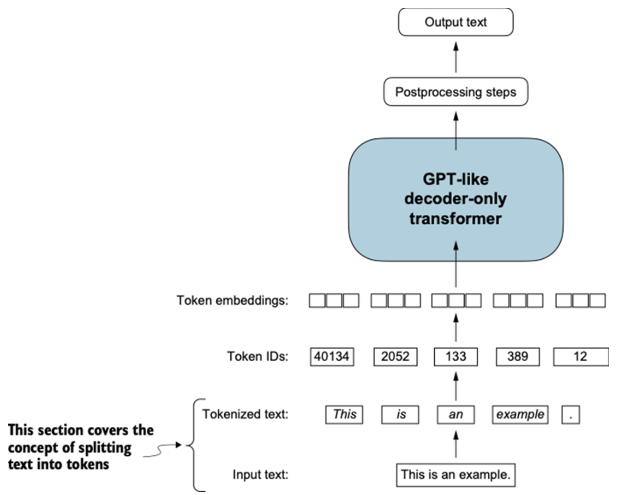 Output text
Postprocessing steps
GPT-like
decoder-only
transformer
Token embeddings:
Token IDs: 40134 2052 133 389 12
Tokenized text: This is an example .
This section covers the
concept of splitting
text into tokens
Input text: This is an example.